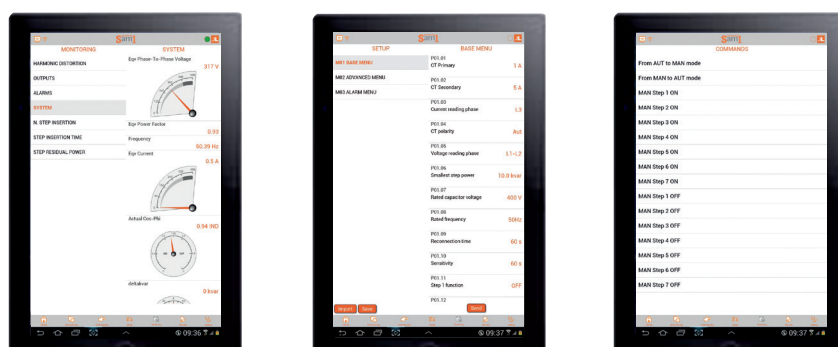 Sam1
MONITORING
SYSTEM
HARMONIC DISTORTION
OUTPUTS
ALARMS
SYSTEM
N. STEP INSERTION
STEP INSERTION TIME
STEP RESIDUAL POWER
Eqv Phase-To-Phase Voltage
317 V
Eqv Power Factor
0.93
Frequency
50.39 Hz
Eqv Current
0.5 A
Actual Cos-Phi
0.94 IND
deltakvar
0 kvar
09:36
Sam1
SETUP
BASE MENU
M01 BASE MENU
M02 ADVANCED MENU
M03 ALARM MENU
P01.01
CT Primary
1 A
P01.02
CT Secondary
5 A
P01.03
Current reading phase
L3
P01.04
CT polarity
Aut
P01.05
Voltage reading phase
L1-L2
P01.06
Smallest step power
10.0 kvar
P01.07
Rated capacitor voltage
400 V
P01.08
Rated frequency
50Hz
P01.09
Reconnection time
60 s
P01.10
Sensitivity
60 s
P01.11
Step 1 function
OFF
P01.12
Import
Save
Send
09:37
Sam1
COMMANDS
From AUT to MAN mode
From MAN to AUT mode
MAN Step 1 ON
MAN Step 2 ON
MAN Step 3 ON
MAN Step 4 ON
MAN Step 5 ON
MAN Step 6 ON
MAN Step 7 ON
MAN Step 1 OFF
MAN Step 2 OFF
MAN Step 3 OFF
MAN Step 4 OFF
MAN Step 5 OFF
MAN Step 6 OFF
MAN Step 7 OFF
09:37